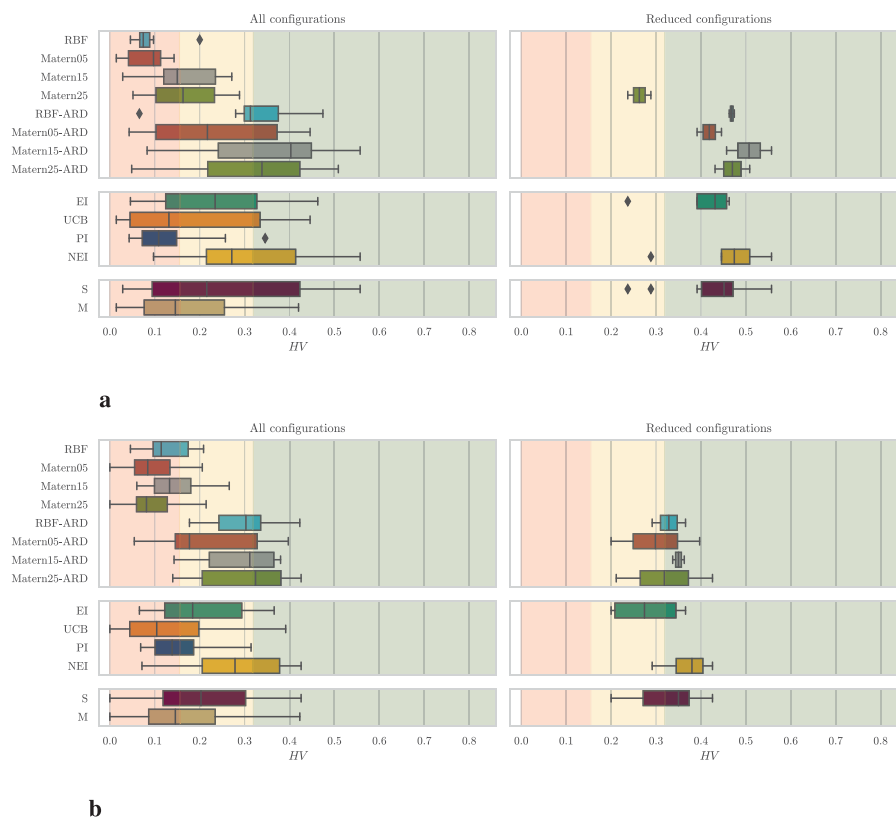 All configurations
Reduced configurations
RBF
Matern05
Matern15
Matern25
RBF-ARD
Matern05-ARD
Matern15-ARD
Matern25-ARD
EI
UCB
PI
NEI
S
M
0.0 0.1 0.2 0.3 0.4 0.5 0.6 0.7 0.8
0.0 0.1 0.2 0.3 0.4 0.5 0.6 0.7 0.8
HV
HV
a
All configurations
Reduced configurations
RBF
Matern05
Matern15
Matern25
RBF-ARD
Matern05-ARD
Matern15-ARD
Matern25-ARD
EI
UCB
PI
NEI
S
M
0.0 0.1 0.2 0.3 0.4 0.5 0.6 0.7 0.8
0.0 0.1 0.2 0.3 0.4 0.5 0.6 0.7 0.8
HV
HV
b